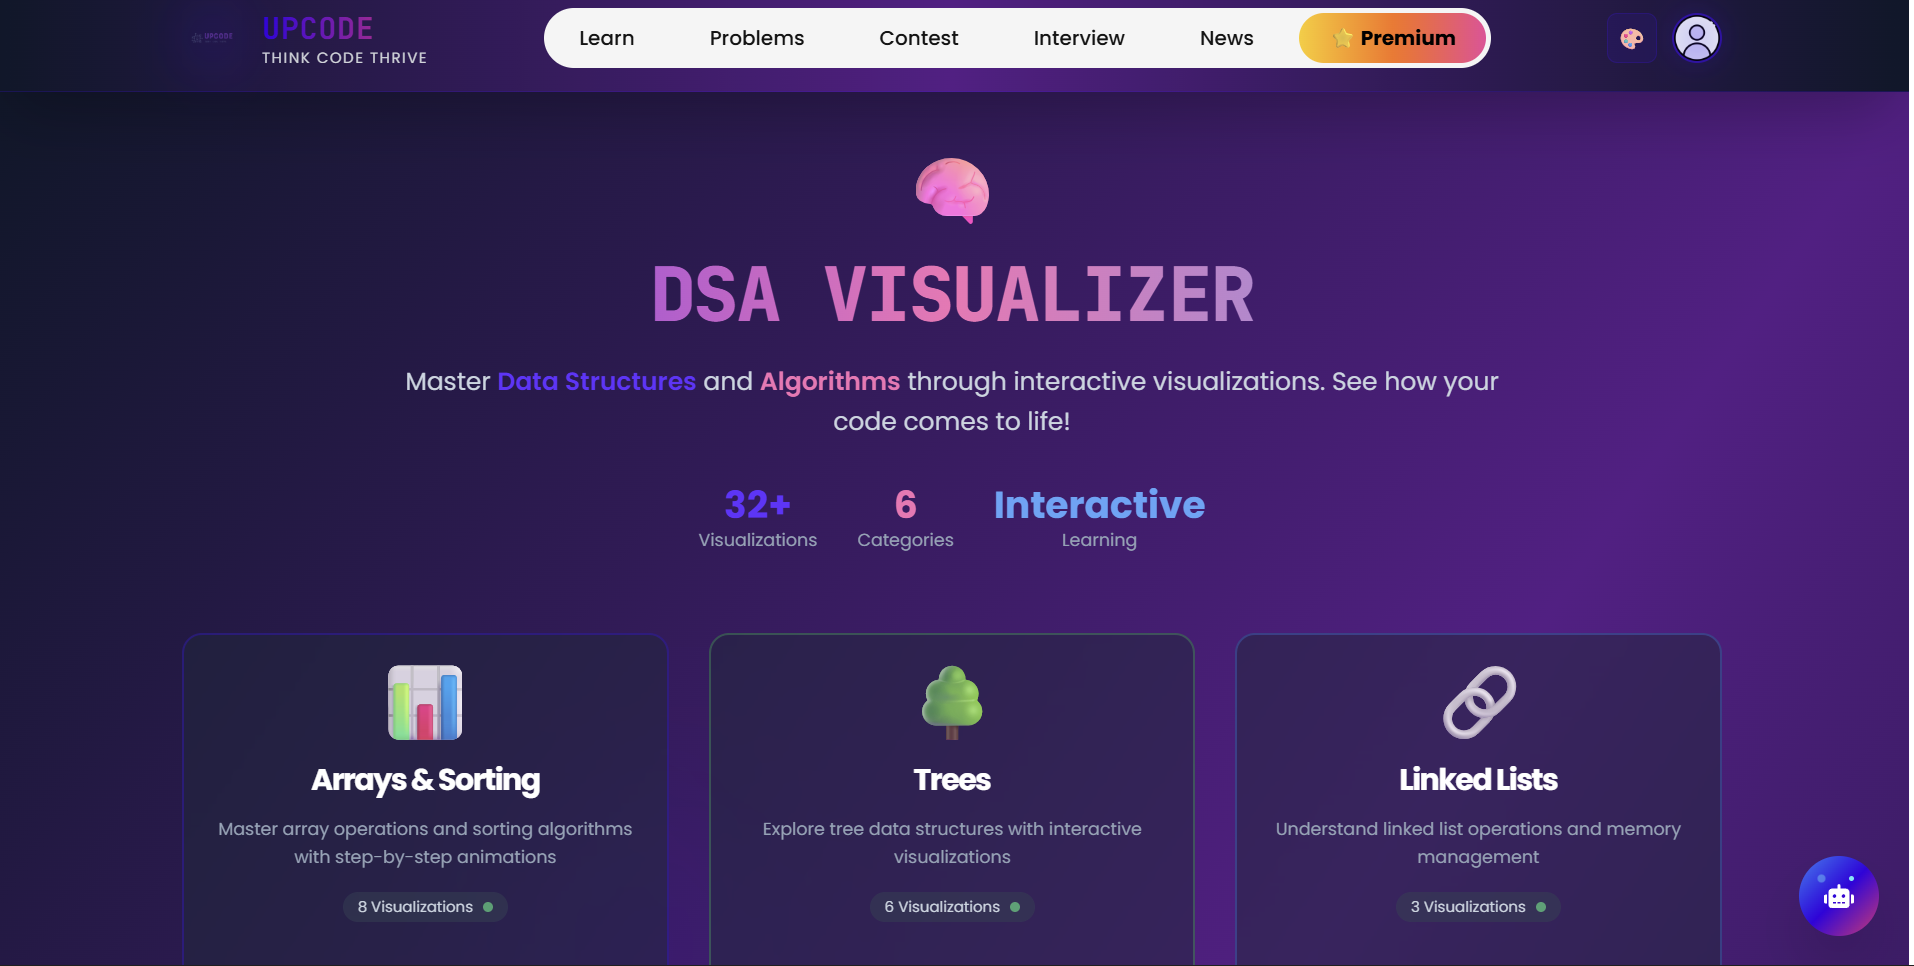 UPCODE
THINK CODE THRIVE
Learn
Problems
Contest
Interview
News
Premium
DSA VISUALIZER
Master Data Structures and Algorithms through interactive visualizations. See how your
code comes to life!
32+
Visualizations
6
Categories
Interactive
Learning
Arrays & Sorting
Master array operations and sorting algorithms
with step-by-step animations
8 Visualizations
Trees
Explore tree data structures with interactive
visualizations
6 Visualizations
Linked Lists
Understand linked list operations and memory
management
3 Visualizations